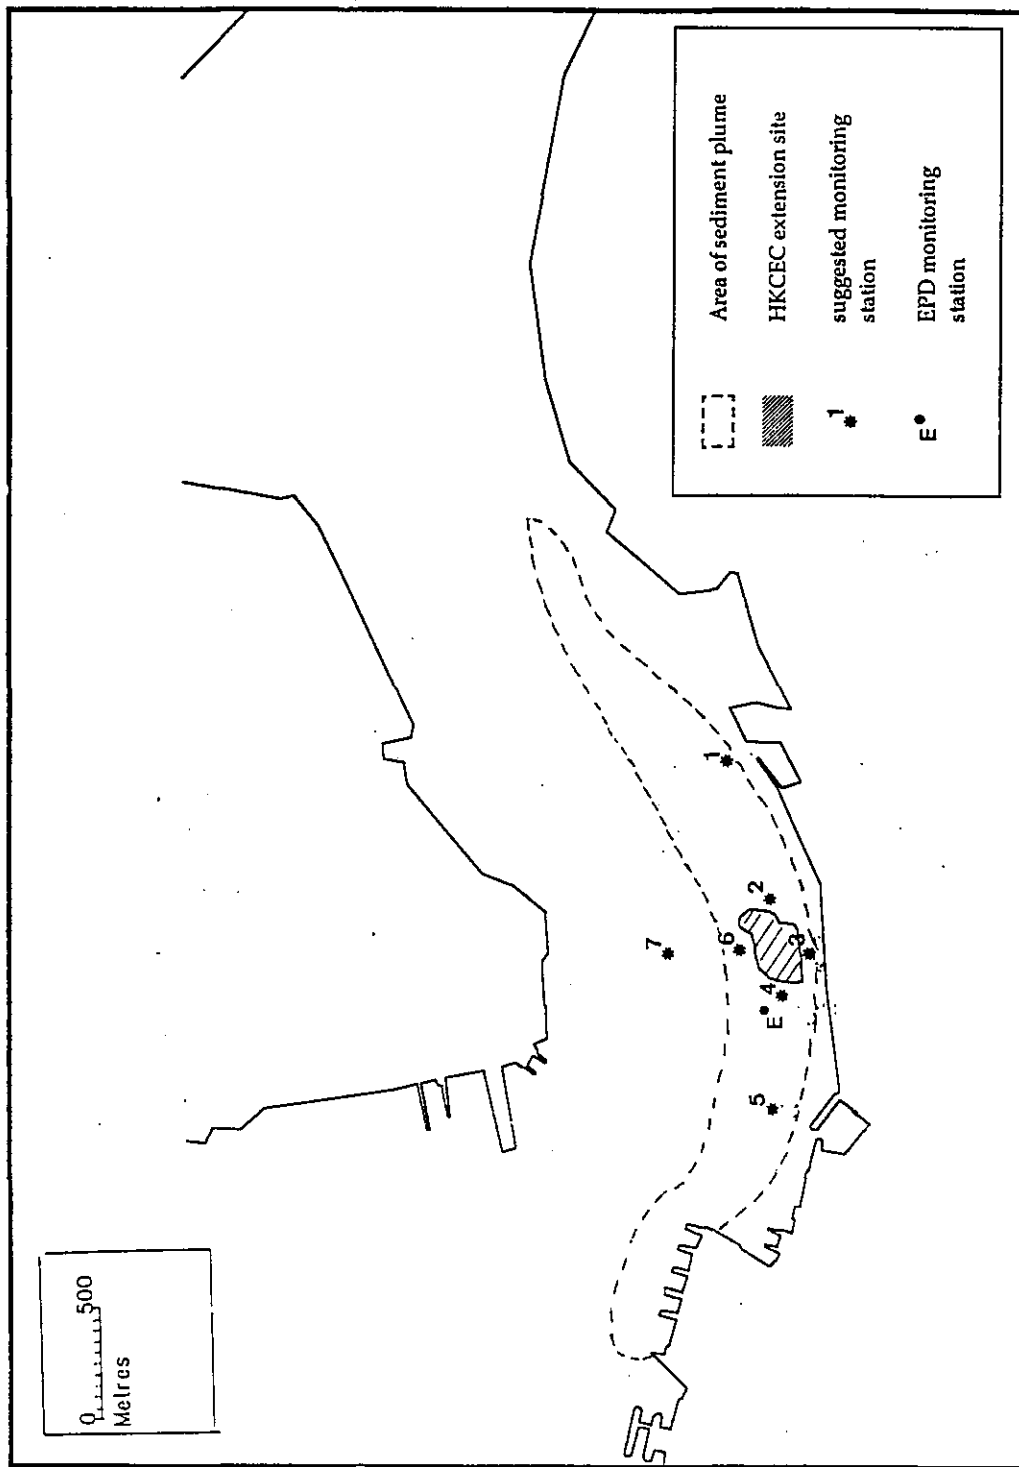 Area of sediment plume
HKCEC extension site
1
suggested monitoring
station
E
EPD monitoring
station
7
6
1
2
3
4
E
5
0
500
Metres